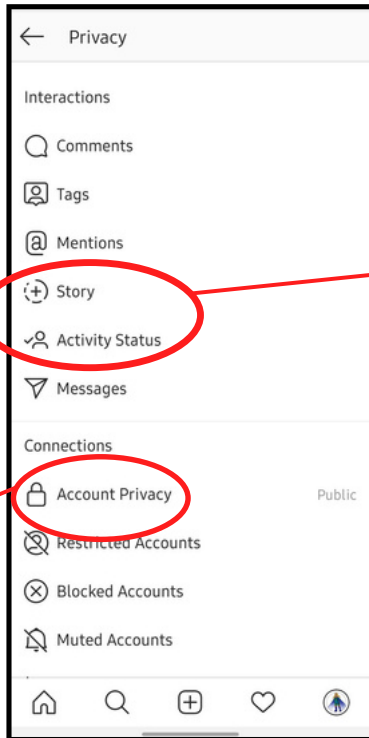 Privacy
Interactions
Comments
Tags
Mentions
Story
Activity Status
Messages
Connections
Account Privacy Public
Restricted Accounts
Blocked Accounts
Muted Accounts